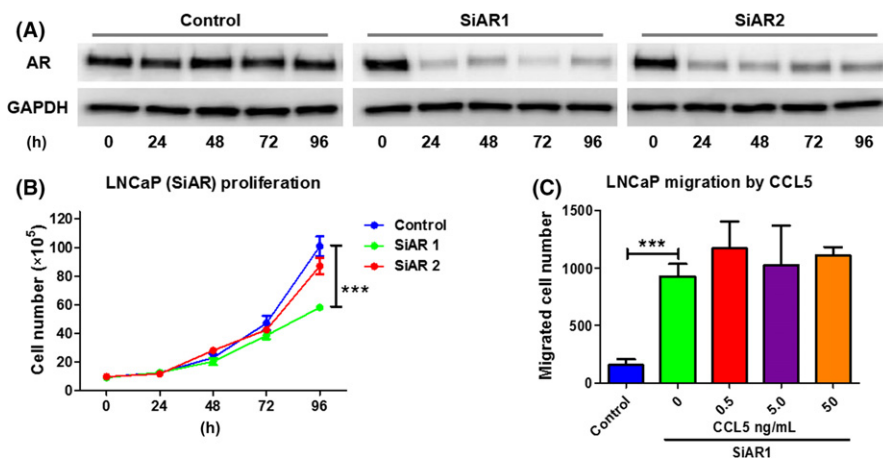 (A) Control SiAR1 SiAR2
AR
GAPDH
(h) 0 24 48 72 96 0 24 48 72 96 0 24 48 72 96
(B) LNCaP (SiAR) proliferation
Cell number (×10⁵)
120
100
80
60
40
20
0
Control
SiAR 1
SiAR 2
***
0 24 48 72 96
(h)
(C) LNCaP migration by CCL5
Migrated cell number
1500
1000
500
0
***
Control 0 0.5 5.0 50
CCL5 ng/mL
SiAR1